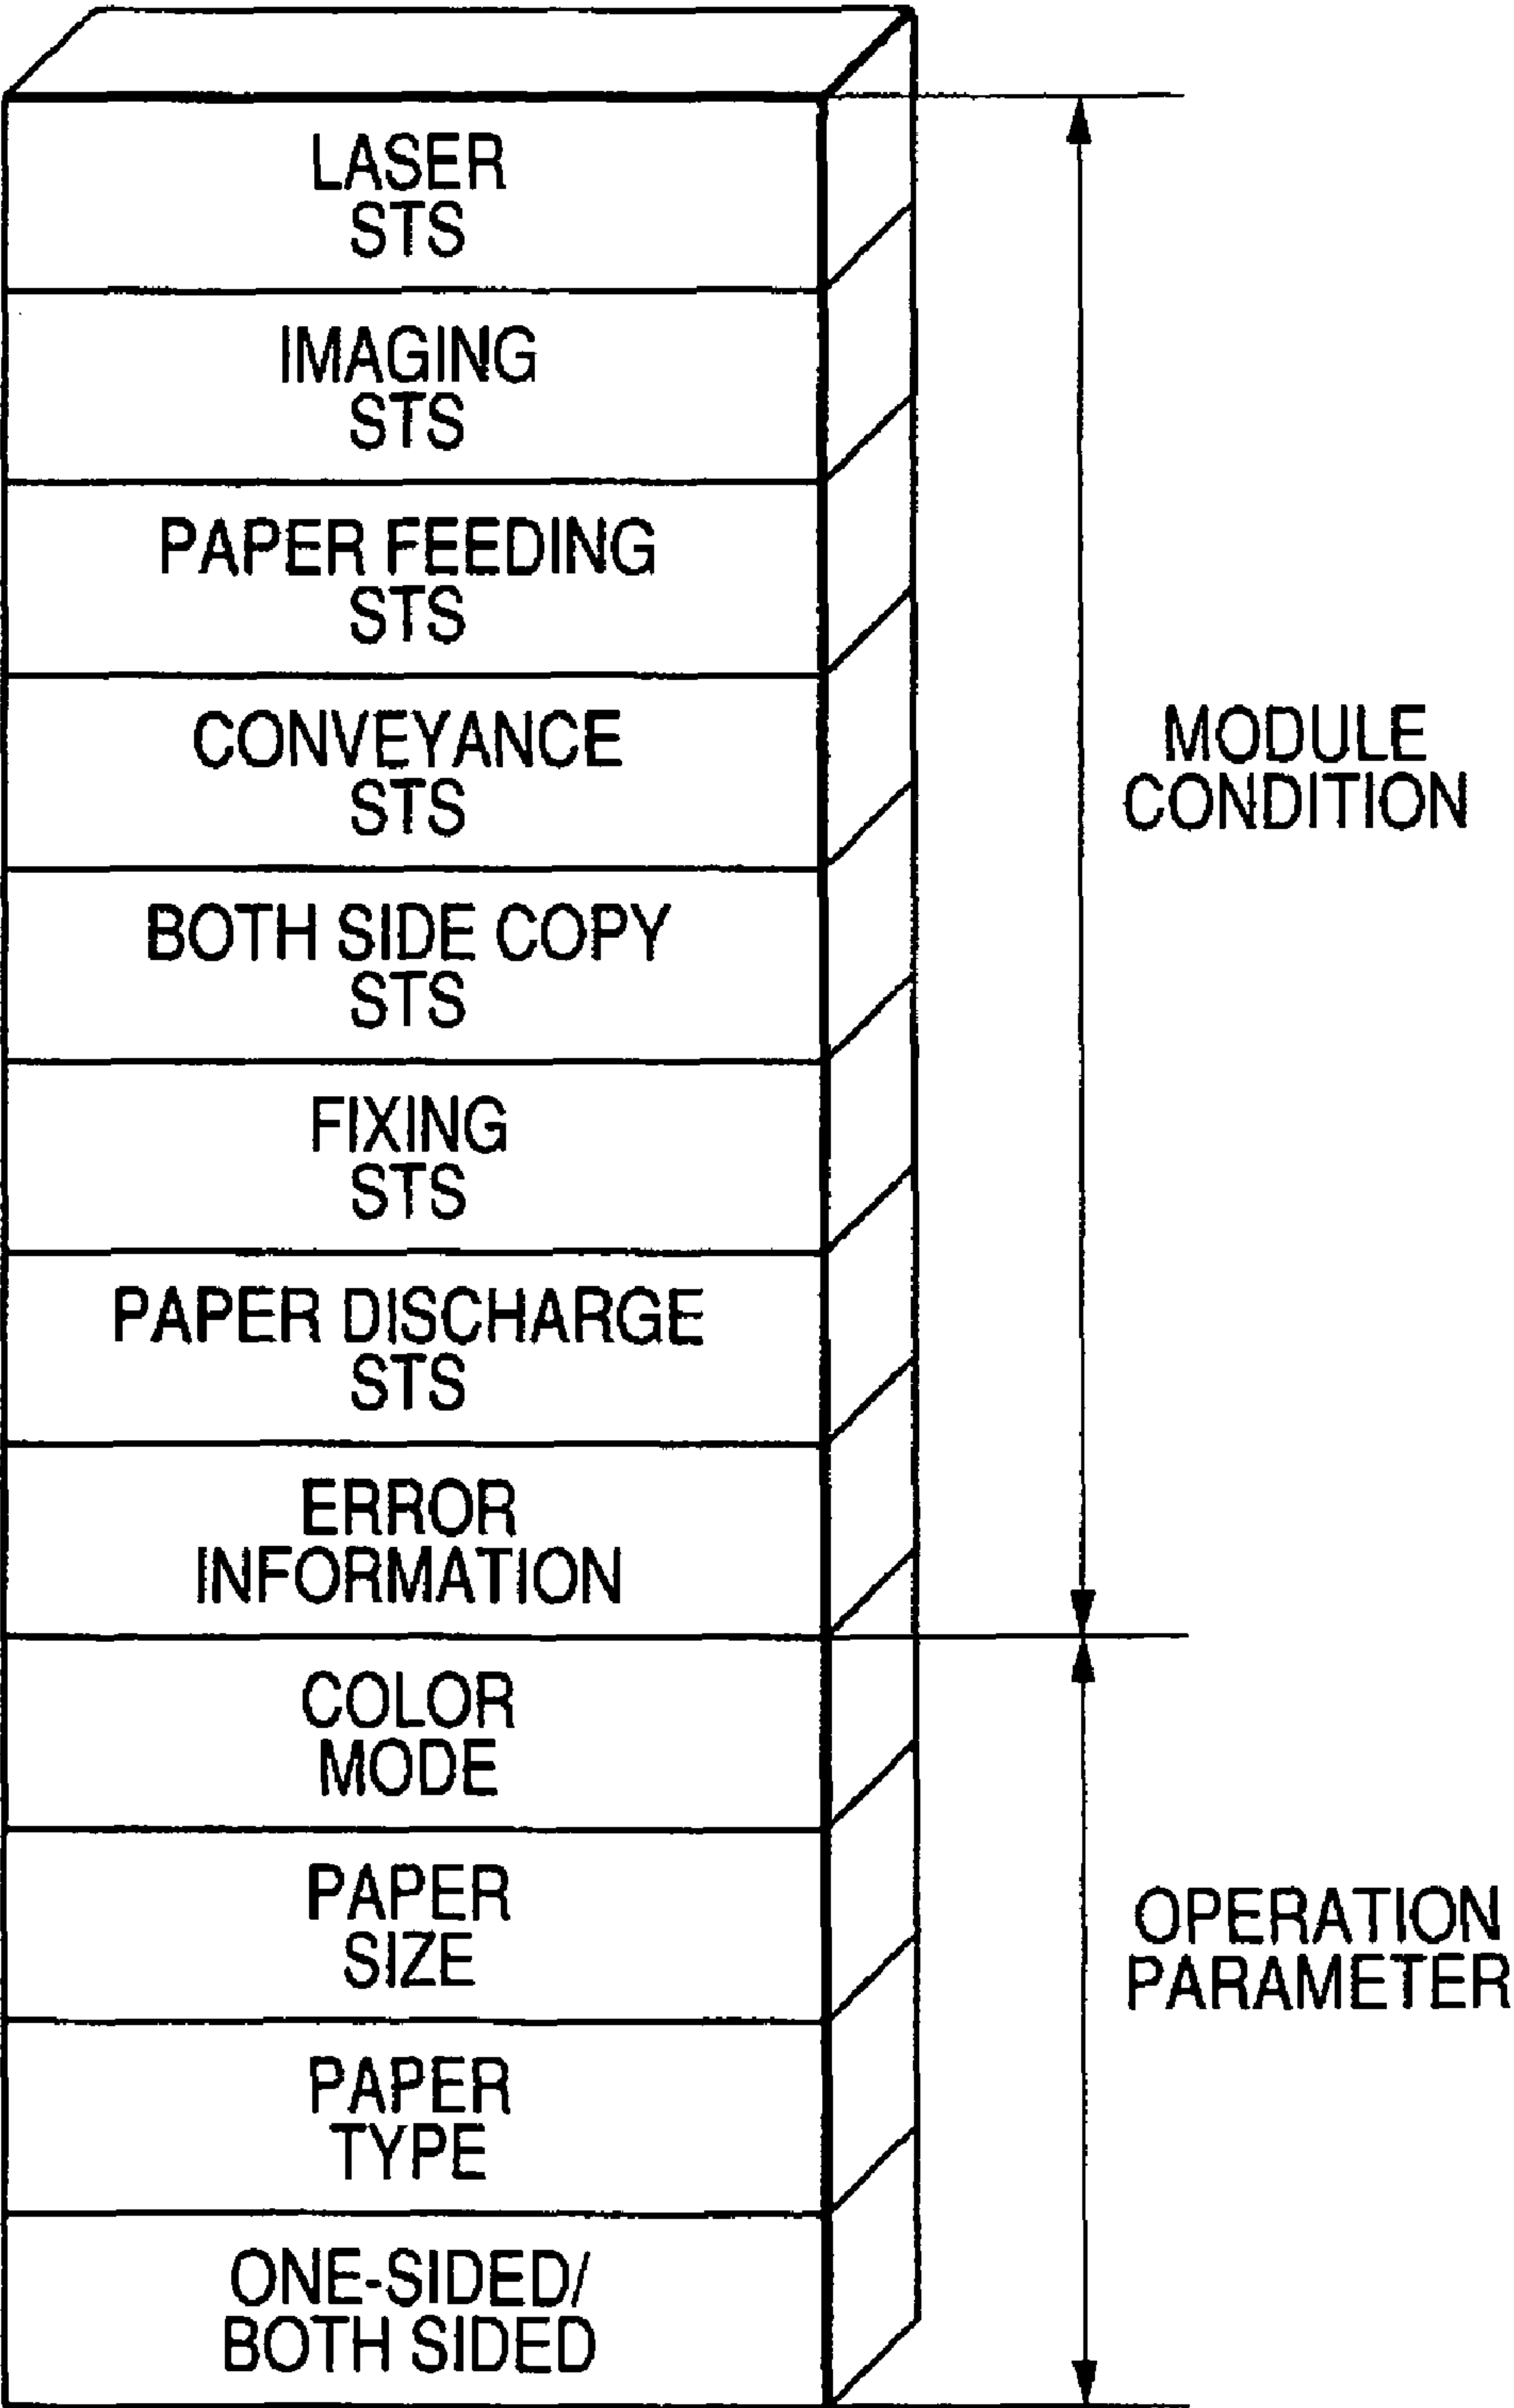 LASER
STS
IMAGING
STS
PAPER FEEDING
STS
CONVEYANCE
STS
BOTH SIDE COPY
STS
FIXING
STS
PAPER DISCHARGE
STS
ERROR
INFORMATION
COLOR
MODE
PAPER
SIZE
PAPER
TYPE
ONE-SIDED/
BOTH SIDED
MODULE
CONDITION
OPERATION
PARAMETER